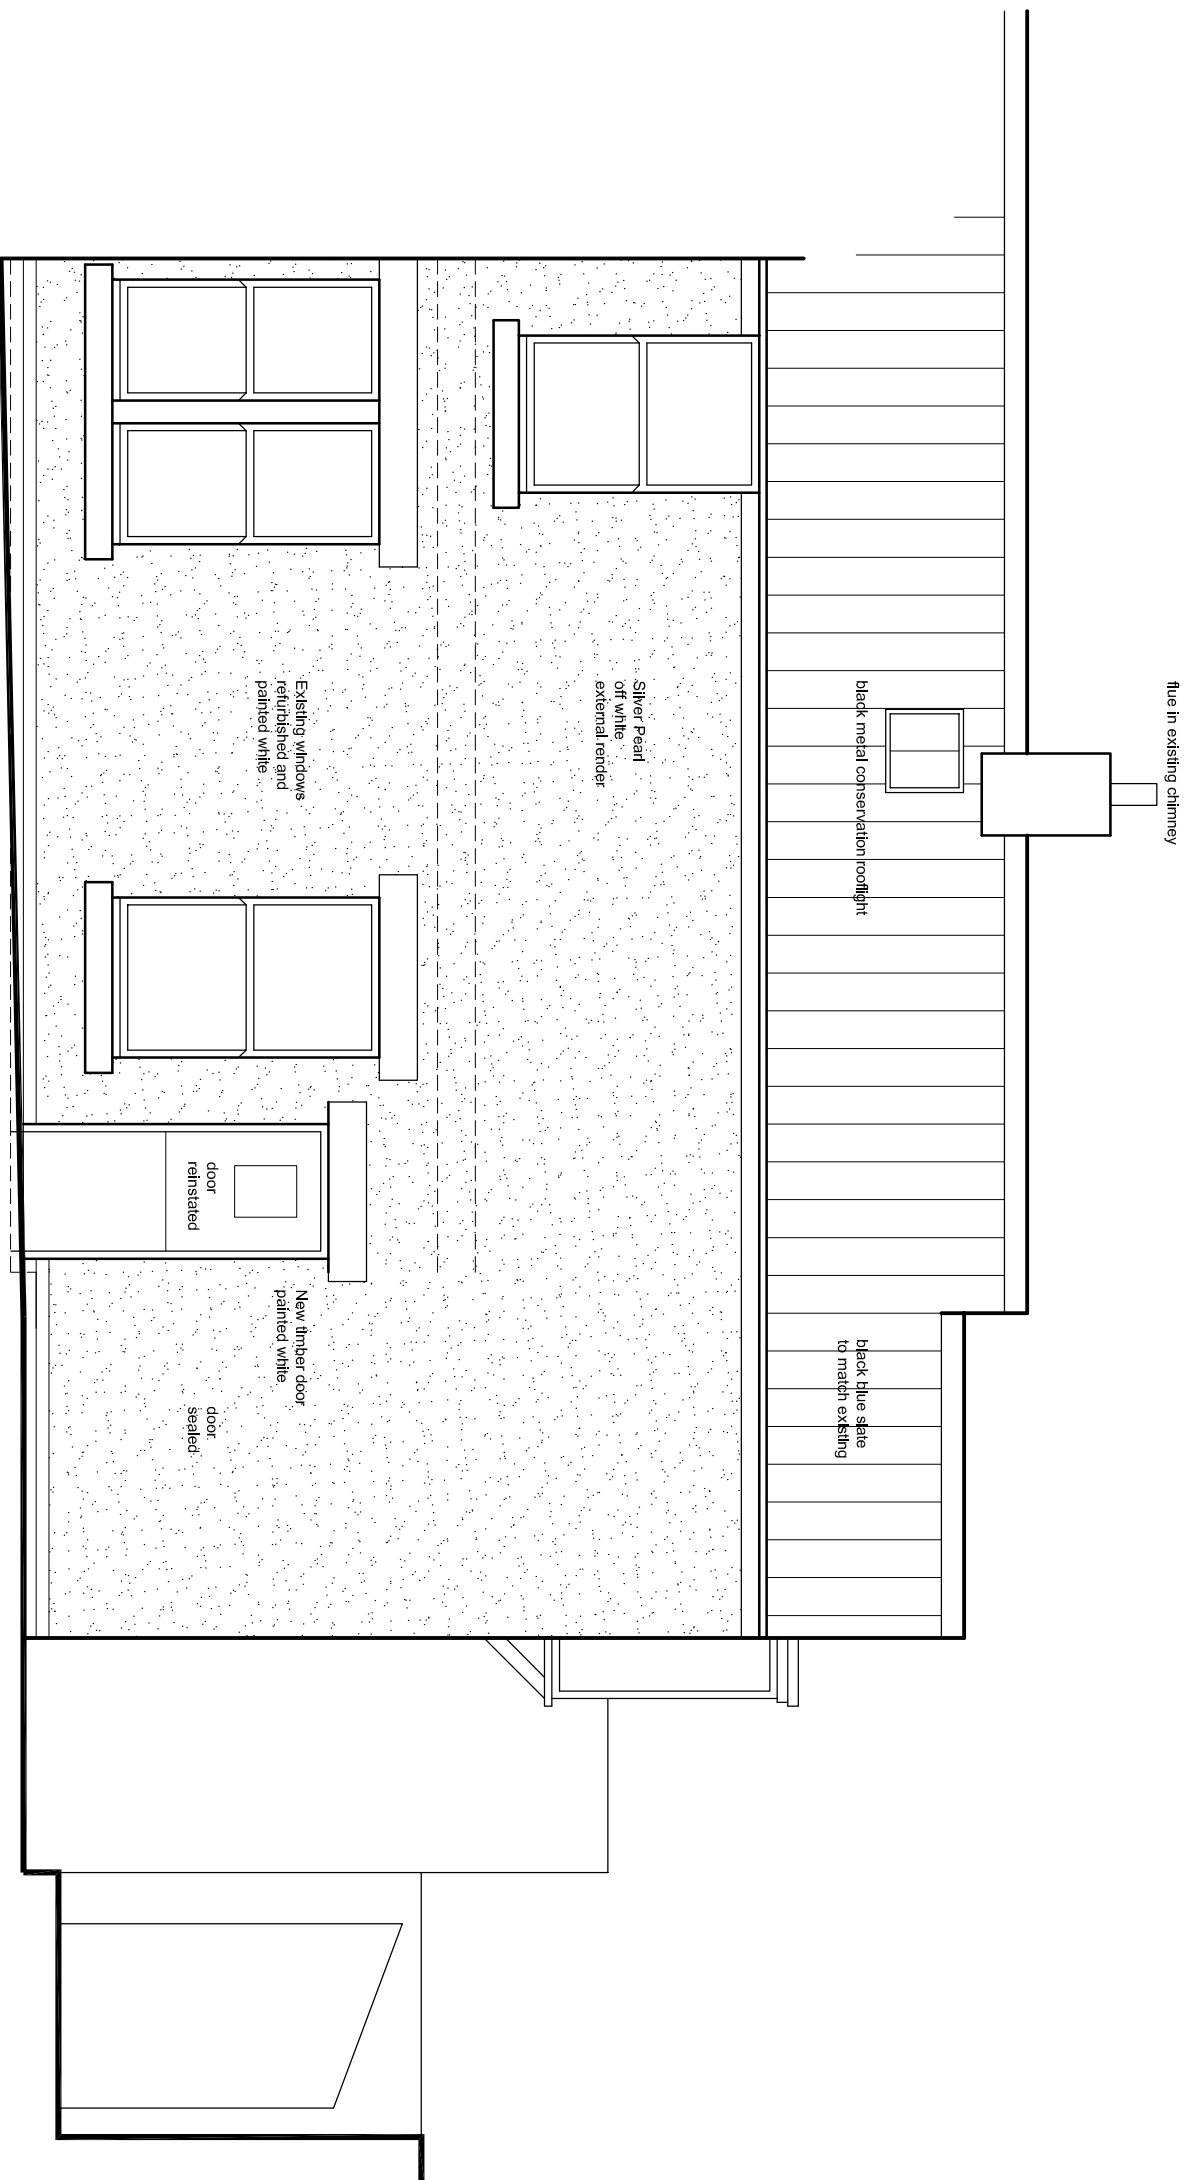 flue in existing chimney
black metal conservation rooflight
black blue slate
to match existing
Silver Pearl
off white
external render
Existing windows
refurbished and
painted white
New timber door
painted white
door
reinstated
door
sealed